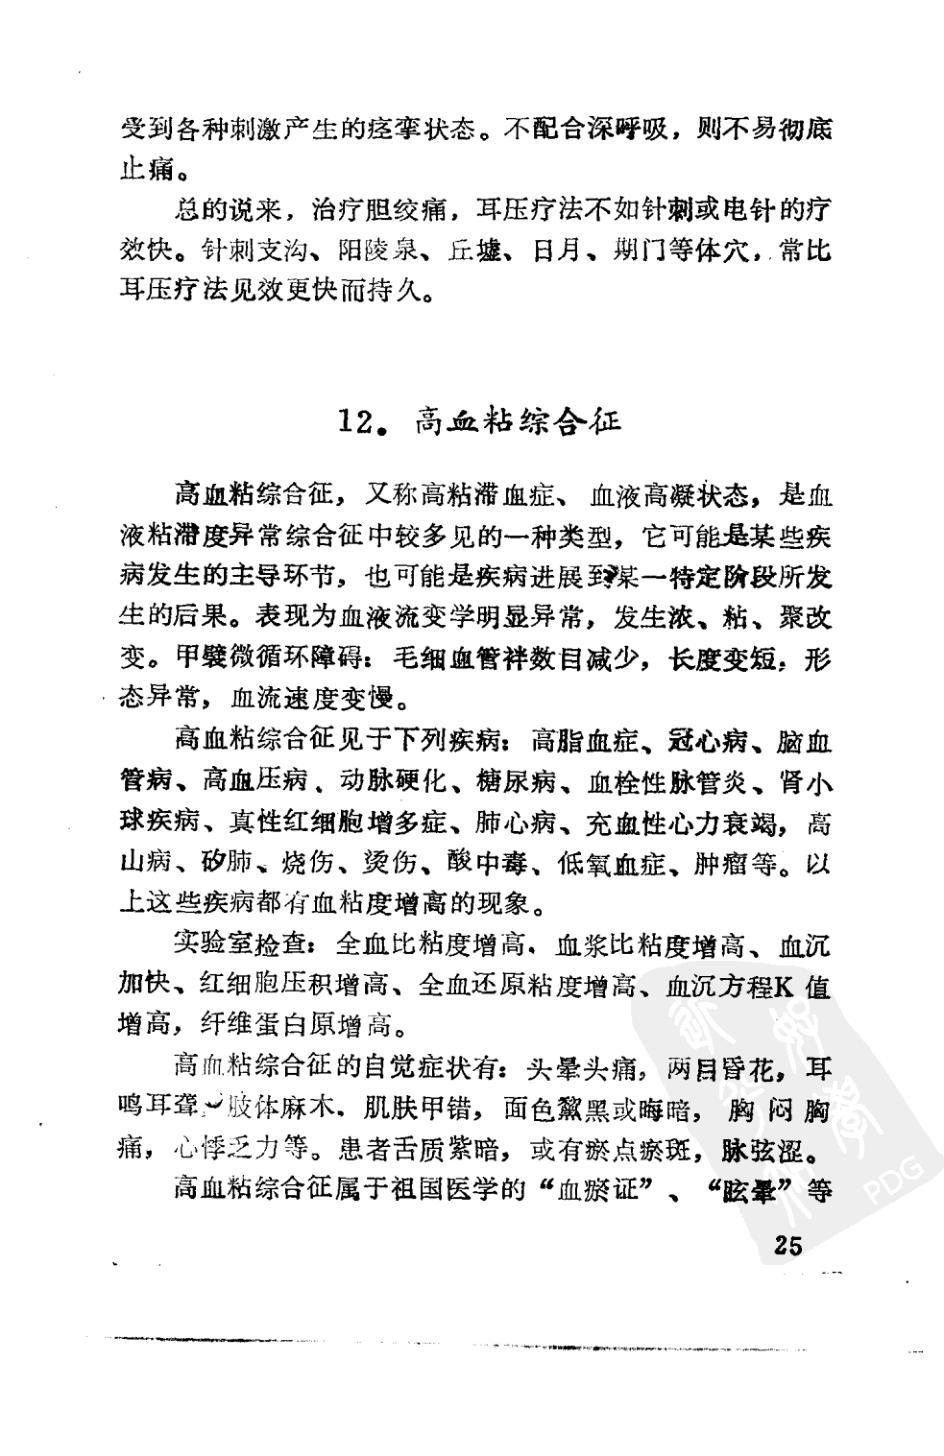 受到各种刺激产生的痉挛状态。不配合深呼吸，则不易彻底
止痛。
总的说来，治疗胆绞痛，耳压疗法不如针刺或电针的疗
效快。针刺支沟、阳陵泉、丘墟、日月、期门等体穴，常比
耳压疗法见效更快而持久。
12．高血粘综合征
高血粘综合征，又称高粘滞血症、血液高凝状态，是血
液粘滞度异常综合征中较多见的一种类型，它可能是某些疾
病发生的主导环节，也可能是疾病进展到某一特定阶段所发
生的后果。表现为血液流变学明显异常，发生浓、粘、聚改
变。甲襞微循环障碍：毛细血管袢数目减少，长度变短；形
态异常，血流速度变慢。
高血粘综合征见于下列疾病：高脂血症、冠心病、脑血
管病、高血压病、动脉硬化、糖尿病、血栓性脉管炎、肾小
球疾病、真性红细胞增多症、肺心病、充血性心力衰竭，高
山病、矽肺、烧伤、烫伤、酸中毒、低氧血症、肿瘤等。以
上这些疾病都有血粘度增高的现象。
实验室检查：全血比粘度增高、血浆比粘度增高、血沉
加快、红细胞压积增高、全血还原粘度增高、血沉方程K 值
增高，纤维蛋白原增高。
高血粘综合征的自觉症状有：头晕头痛，两目昏花，耳
鸣耳聋，肢体麻木、肌肤甲错，面色黧黑或晦暗，胸闷胸
痛，心悸乏力等。患者舌质紫暗，或有瘀点瘀斑，脉弦涩。
高血粘综合征属于祖国医学的“血瘀证”、“眩晕”等
25
PDG